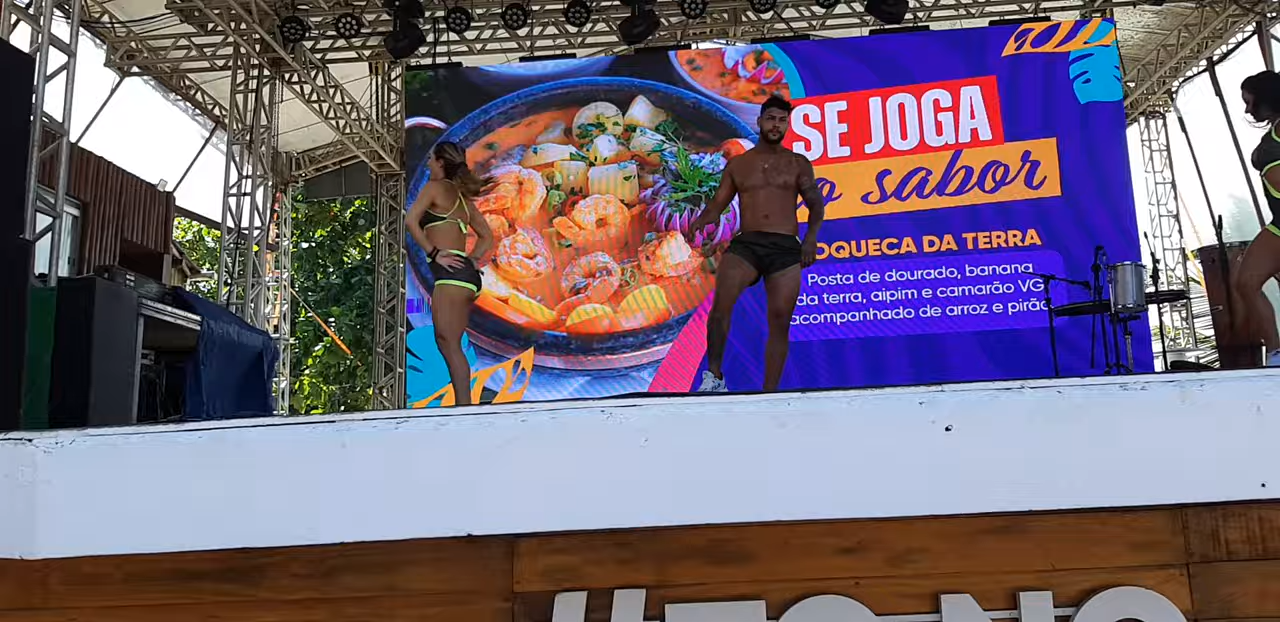 SE JOGA
o sabor
OQUECA DA TERRA
Posta de dourado, banana
da terra, aipim e camarão VG
acompanhado de arroz e pirão